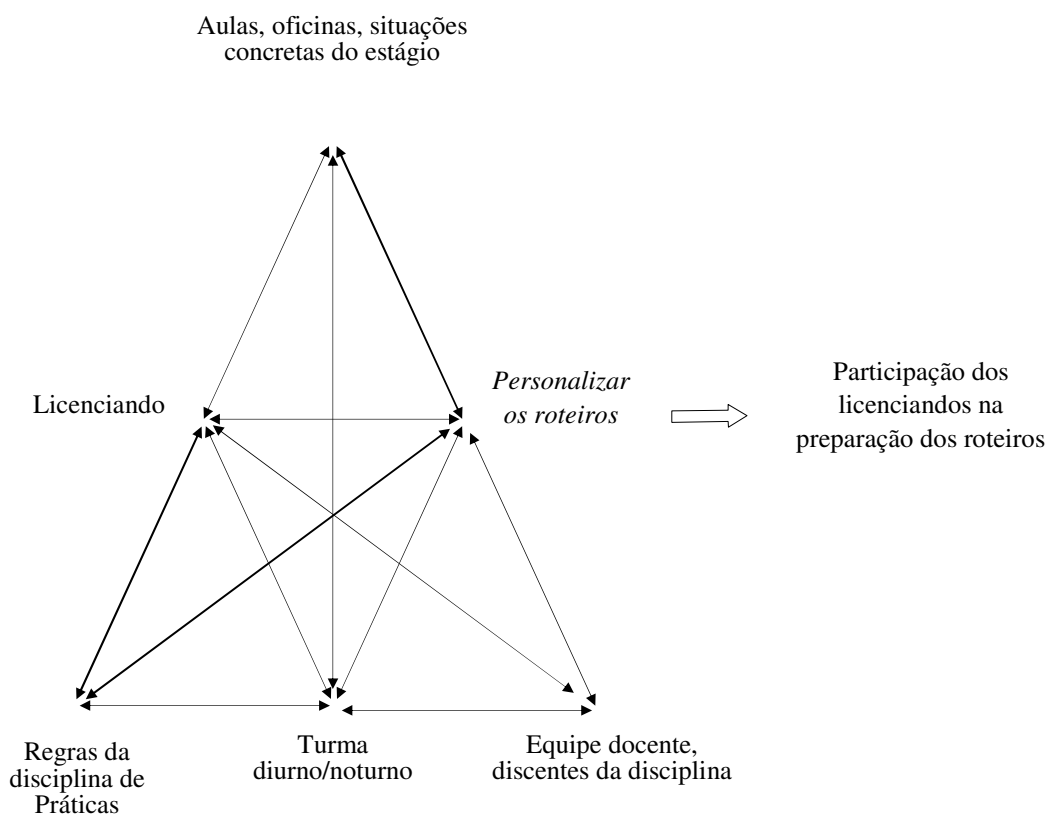 Aulas, oficinas, situações
concretas do estágio
Licenciando
Personalizar
os roteiros
Participação dos
licenciandos na
preparação dos roteiros
Regras da
disciplina de
Práticas
Turma
diurno/noturno
Equipe docente,
discentes da disciplina